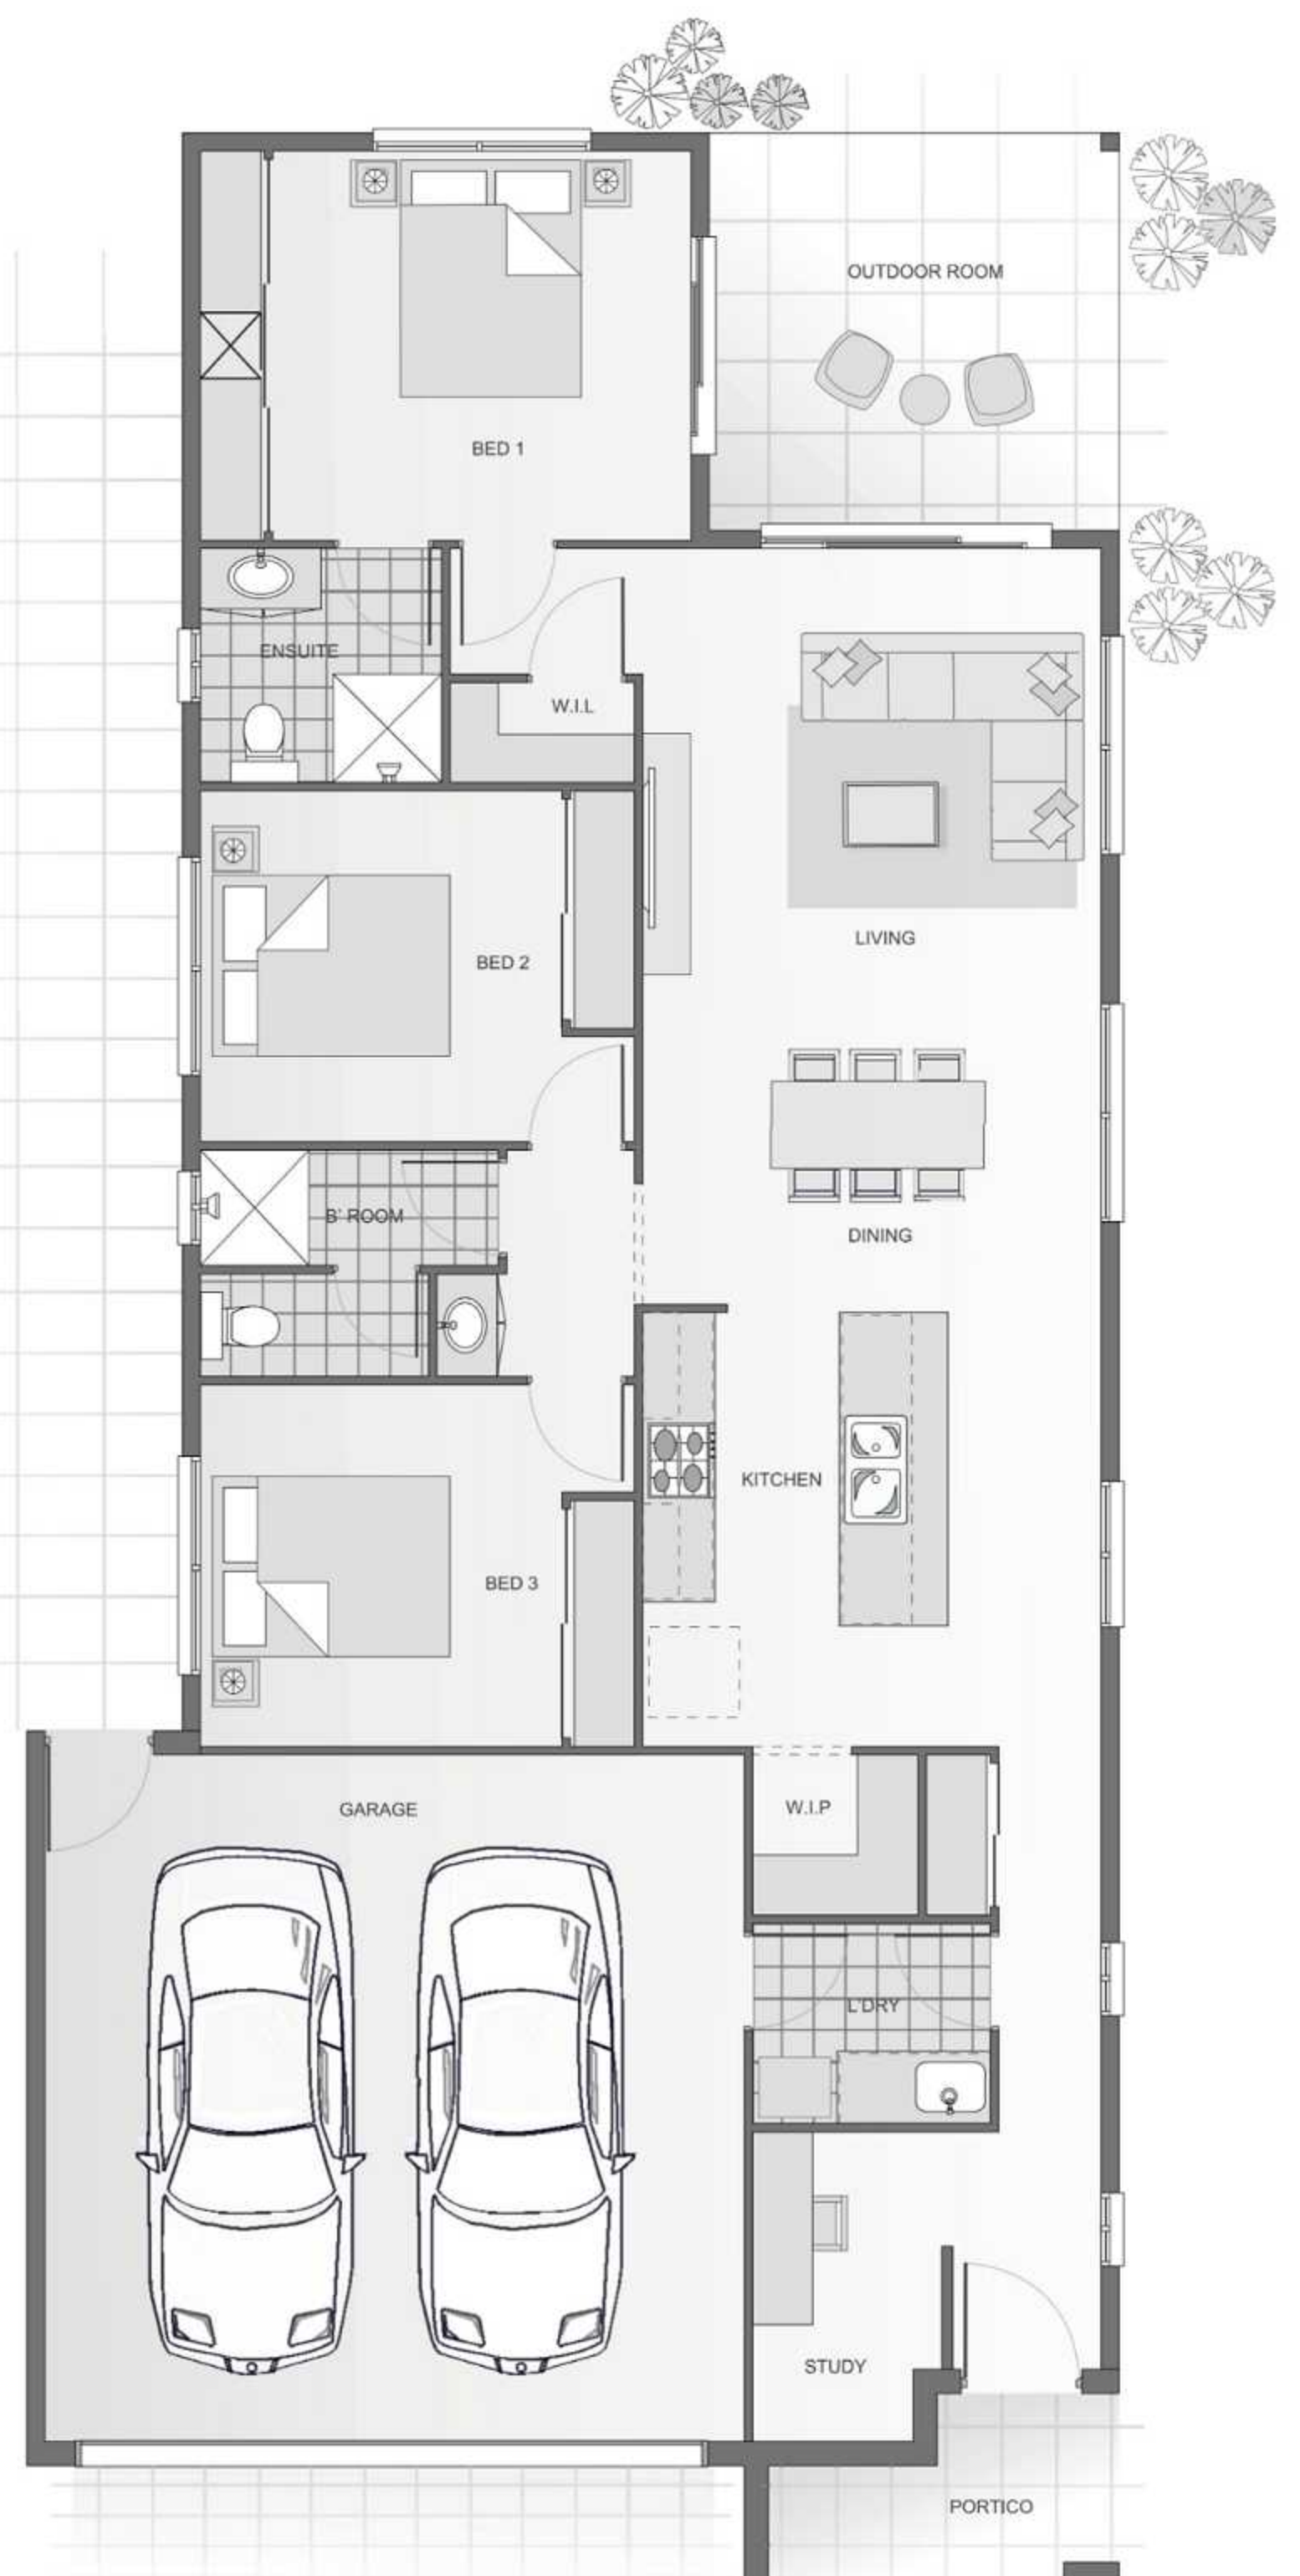 OUTDOOR ROOM
BED 1
ENSUITE
W.I.L
LIVING
BED 2
B' ROOM
DINING
KITCHEN
BED 3
GARAGE
W.I.P
L'DRY
STUDY
PORTICO